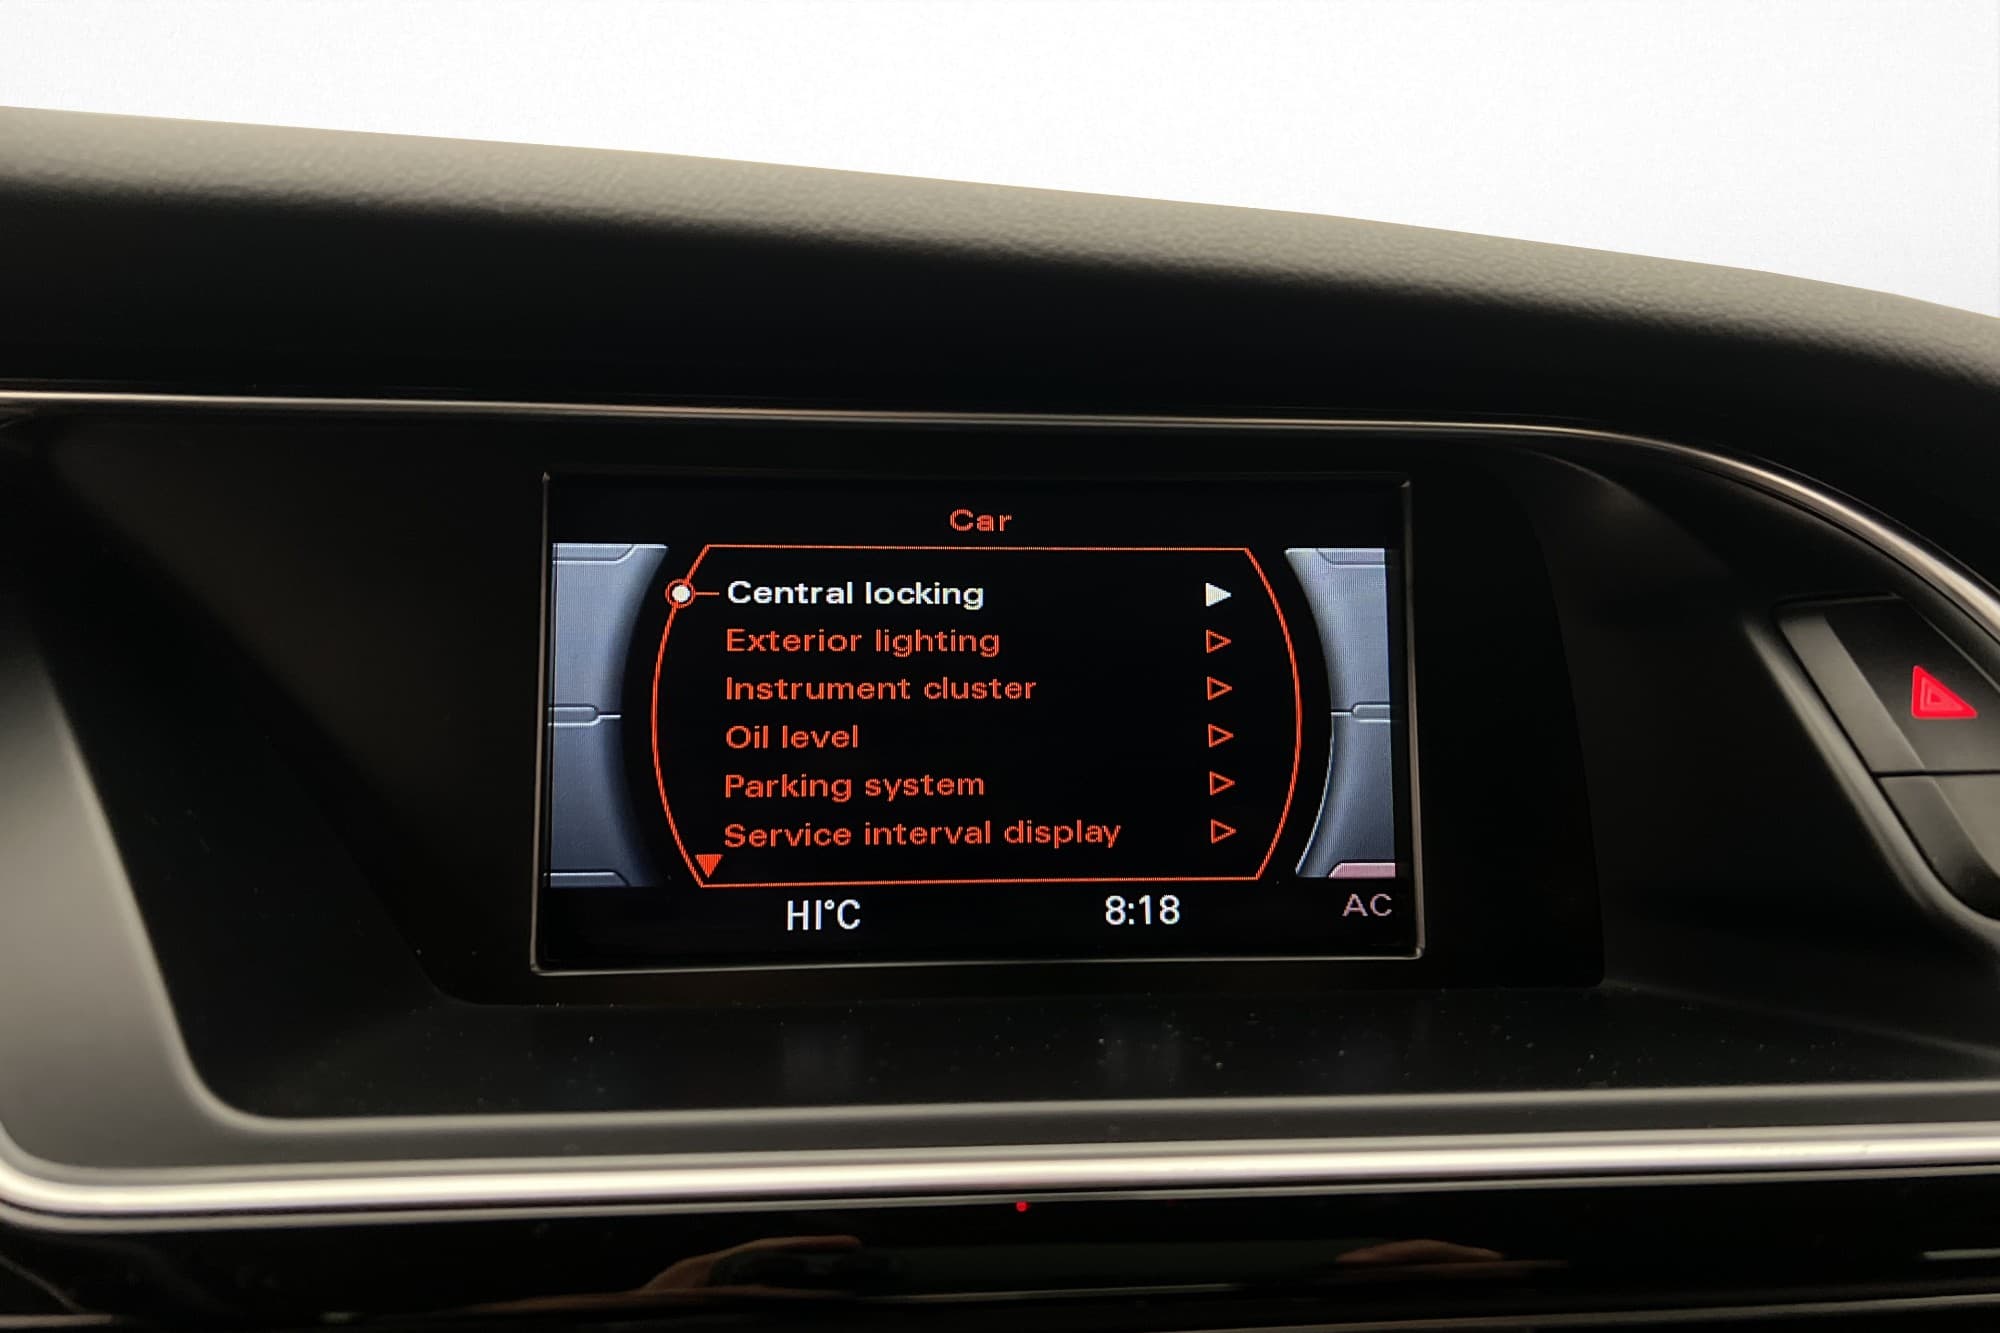 Car
Central locking
Exterior lighting
Instrument cluster
Oil level
Parking system
Service interval display
HI°C 8:18 AC